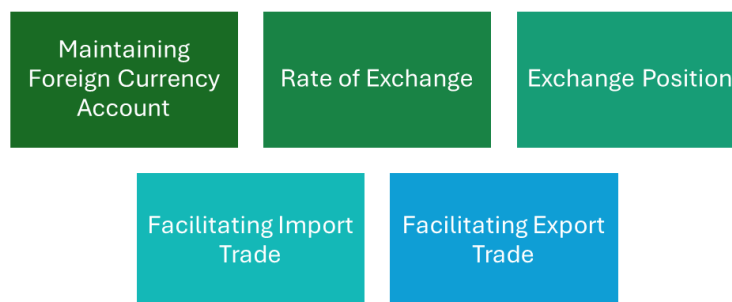 Maintaining
Foreign Currency
Account
Rate of Exchange
Exchange Position
Facilitating Import
Trade
Facilitating Export
Trade